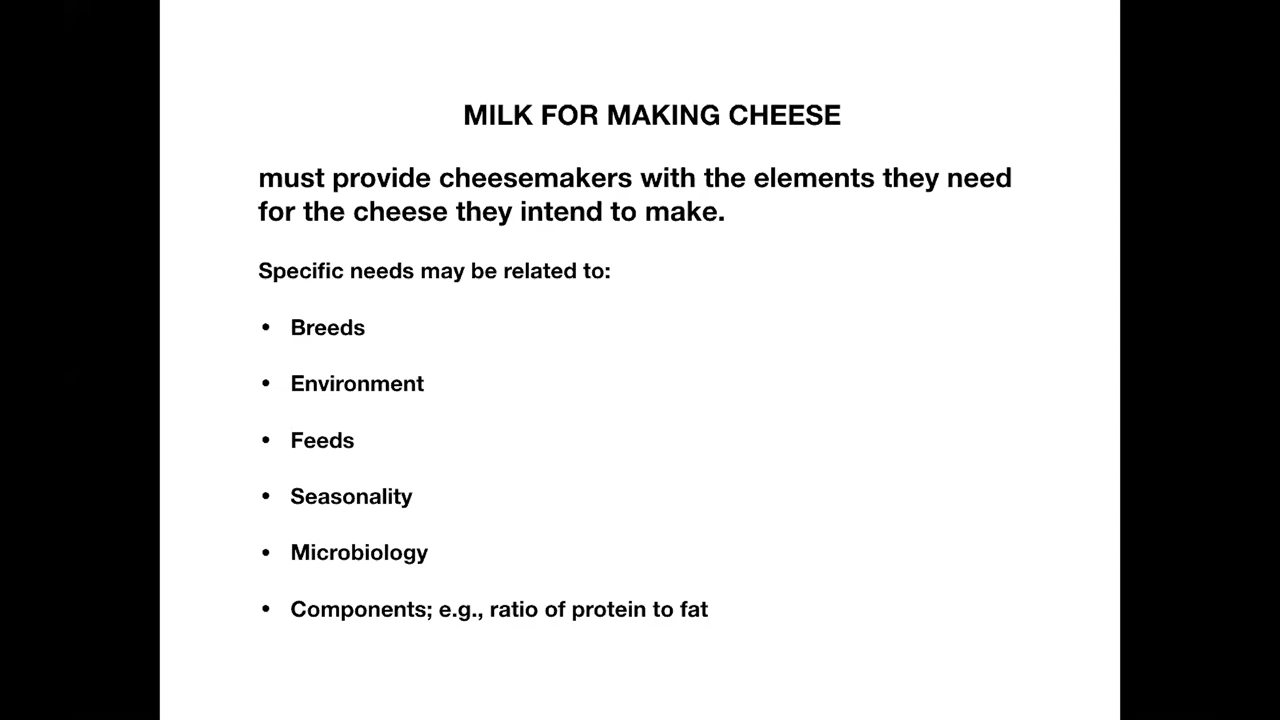 MILK FOR MAKING CHEESE
must provide cheesemakers with the elements they need
for the cheese they intend to make.
Specific needs may be related to:
• Breeds
• Environment
• Feeds
• Seasonality
• Microbiology
• Components; e.g., ratio of protein to fat